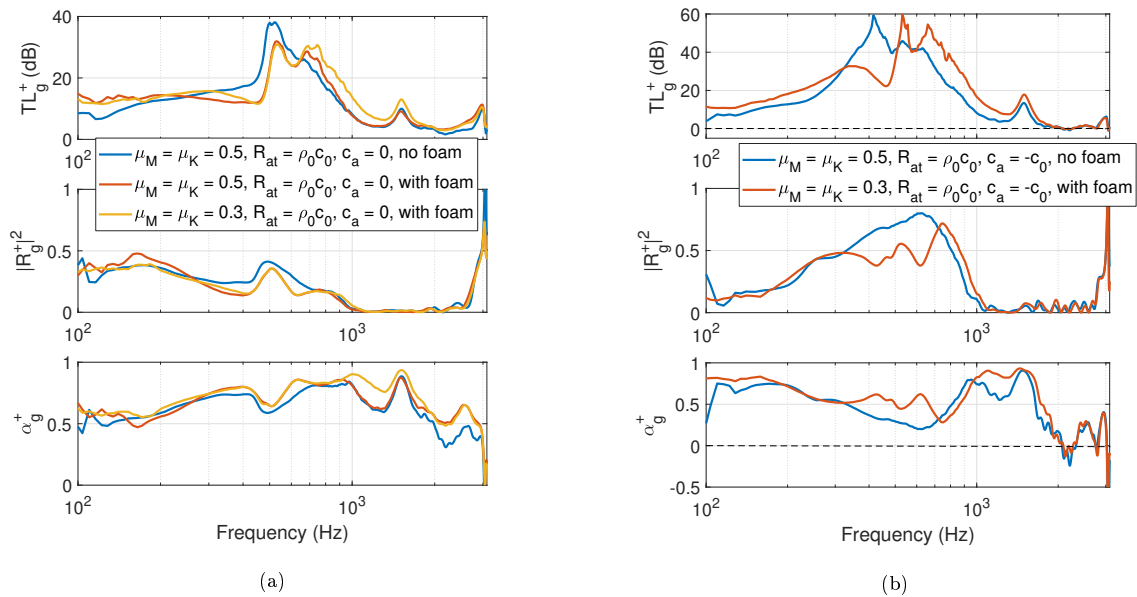 40
20
0
TL_g^+ (dB)
10^2
μ_M = μ_K = 0.5, R_at = ρ_0c_0, c_a = 0, no foam
μ_M = μ_K = 0.5, R_at = ρ_0c_0, c_a = 0, with foam
μ_M = μ_K = 0.3, R_at = ρ_0c_0, c_a = 0, with foam
1
0.5
0
|R_g^+|^2
10^2
10^3
1
0.5
0
α_g^+
10^2
10^3
Frequency (Hz)
(a)
60
40
20
0
TL_g^+ (dB)
10^2
μ_M = μ_K = 0.5, R_at = ρ_0c_0, c_a = -c_0, no foam
μ_M = μ_K = 0.3, R_at = ρ_0c_0, c_a = -c_0, with foam
1
0.5
0
|R_g^+|^2
10^2
10^3
1
0.5
0
-0.5
α_g^+
10^2
10^3
Frequency (Hz)
(b)